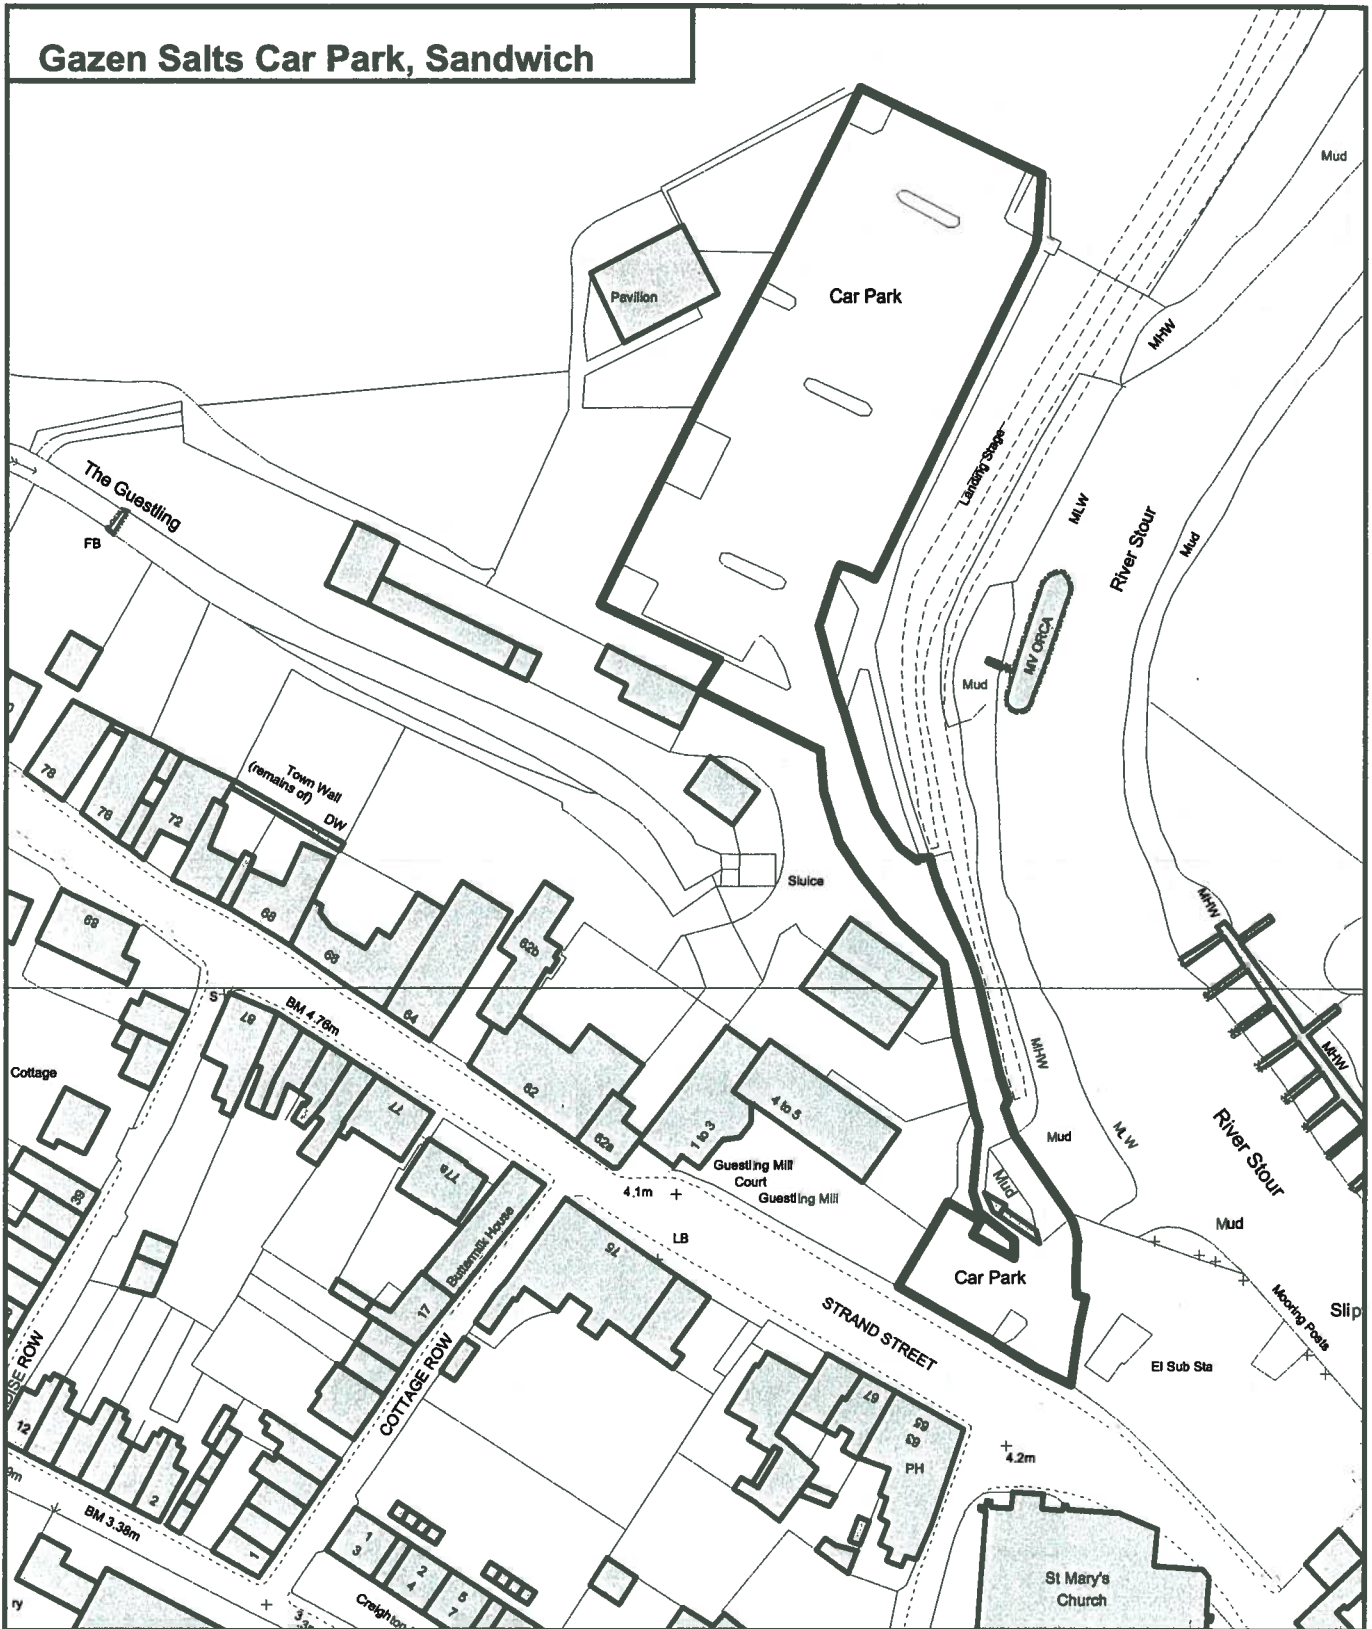 Gazen Salts Car Park, Sandwich
Mud
Pavilion
Car Park
MHW
Landing Stage
The Guestling
FB
MLW
River Stour
Mud
MV ORCA
Mud
78
78
72
Town Wall
(remains of)
DW
68
66
64
62b
Sluice
69
MHW
S
BM 4.76m
87
77
77a
62
62a
1 to 3
4 to 5
MHW
MHW
Cottage
39
Guestling Mill
Court
Guestling Mill
Mud
MLW
River Stour
Mud
4.1m
LB
Buttermilk House
75
17
Car Park
Mud
Mooring Posts
Slip
El Sub Sta
STRAND STREET
COTTAGE ROW
67
65
63
PH
4.2m
12
2
BM 3.38m
1
1
3
2
4
5
7
Creighton
St Mary's
Church
ry